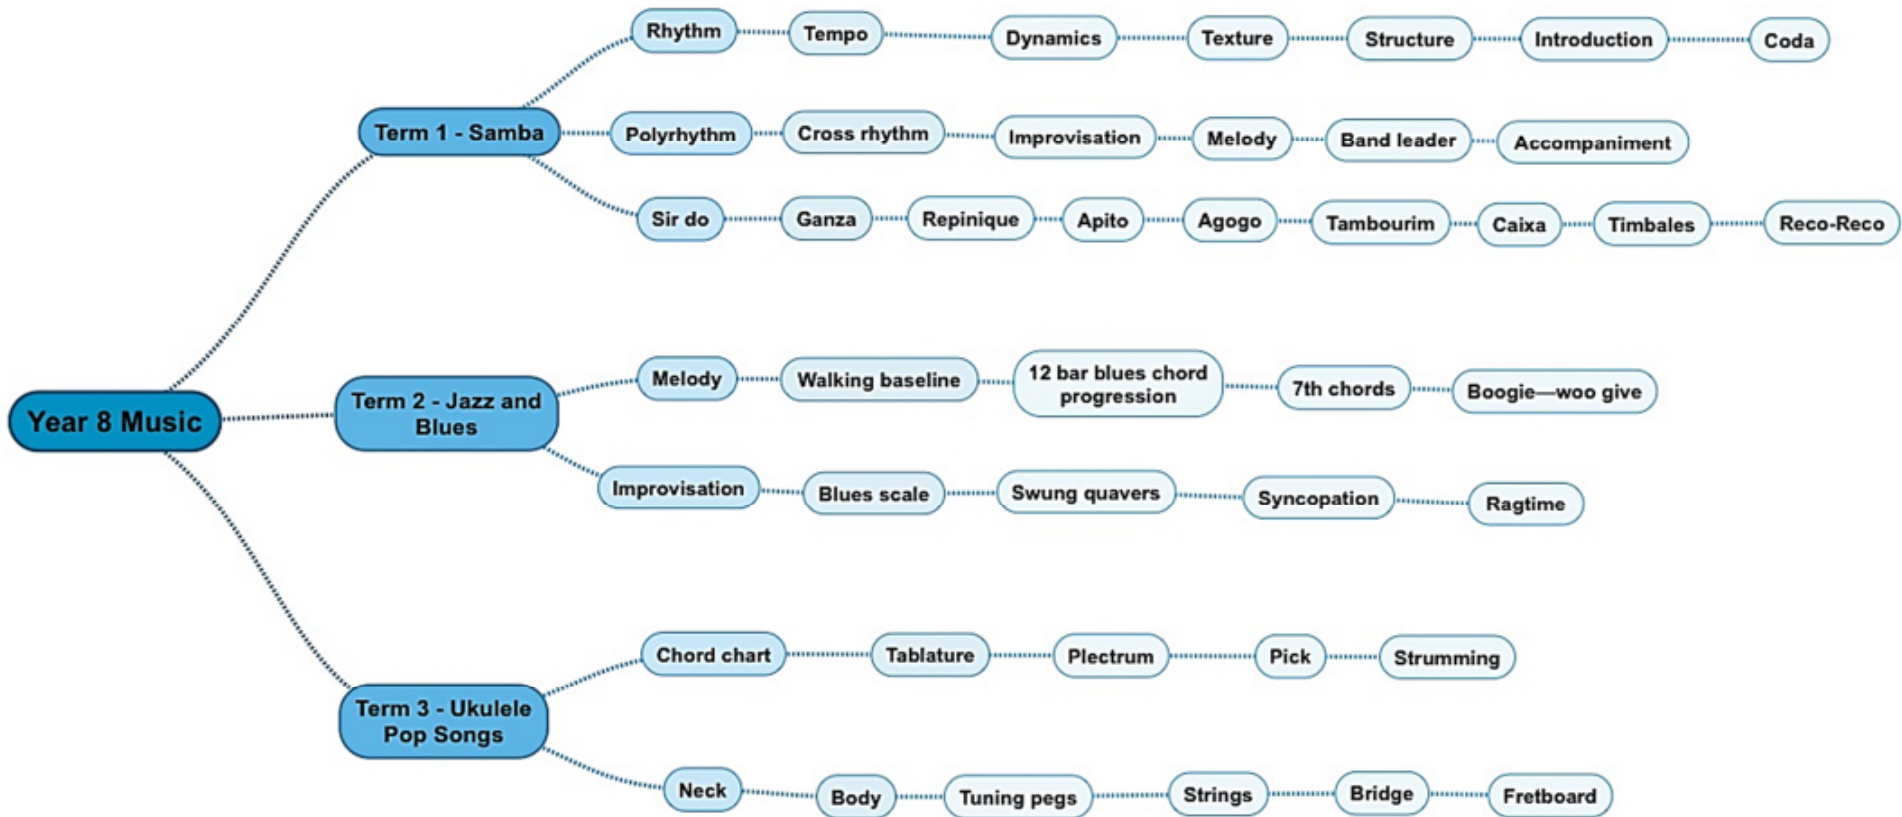 Rhythm
Tempo
Dynamics
Texture
Structure
Introduction
Coda
Term 1 - Samba
Polyrhythm
Cross rhythm
Improvisation
Melody
Band leader
Accompaniment
Sir do
Ganza
Repinique
Apito
Agogo
Tambourim
Caixa
Timbales
Reco-Reco
Year 8 Music
Term 2 - Jazz and
Blues
Melody
Walking baseline
12 bar blues chord
progression
7th chords
Boogie—woo give
Improvisation
Blues scale
Swung quavers
Syncopation
Ragtime
Term 3 - Ukulele
Pop Songs
Chord chart
Tablature
Plectrum
Pick
Strumming
Neck
Body
Tuning pegs
Strings
Bridge
Fretboard